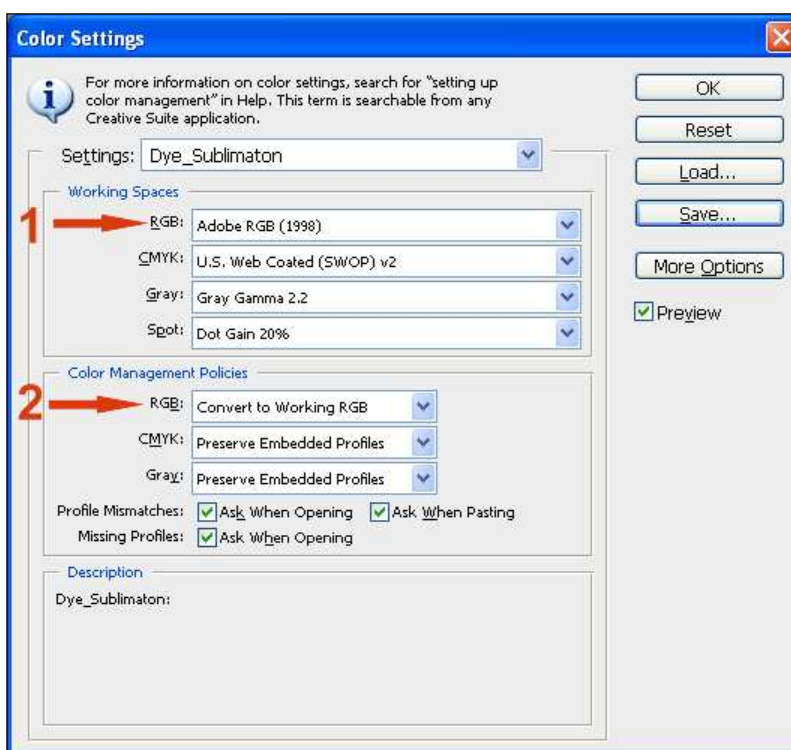 Color Settings
For more information on color settings, search for "setting up
color management" in Help. This term is searchable from any
Creative Suite application.
OK
Reset
Load...
Save...
More Options
Preview
Settings: Dye_Sublimaton
Working Spaces
1 RGB: Adobe RGB (1998)
CMYK: U.S. Web Coated (SWOP) v2
Gray: Gray Gamma 2.2
Spot: Dot Gain 20%
Color Management Policies
2 RGB: Convert to Working RGB
CMYK: Preserve Embedded Profiles
Gray: Preserve Embedded Profiles
Profile Mismatches: Ask When Opening Ask When Pasting
Missing Profiles: Ask When Opening
Description
Dye_Sublimaton: